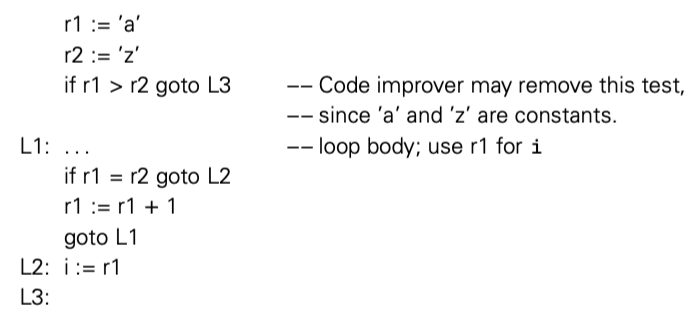 r1 := 'a'
r2 := 'z'
if r1 > r2 goto L3 –– Code improver may remove this test,
–– since 'a' and 'z' are constants.
L1: ... –– loop body; use r1 for i
if r1 = r2 goto L2
r1 := r1 + 1
goto L1
L2: i := r1
L3: